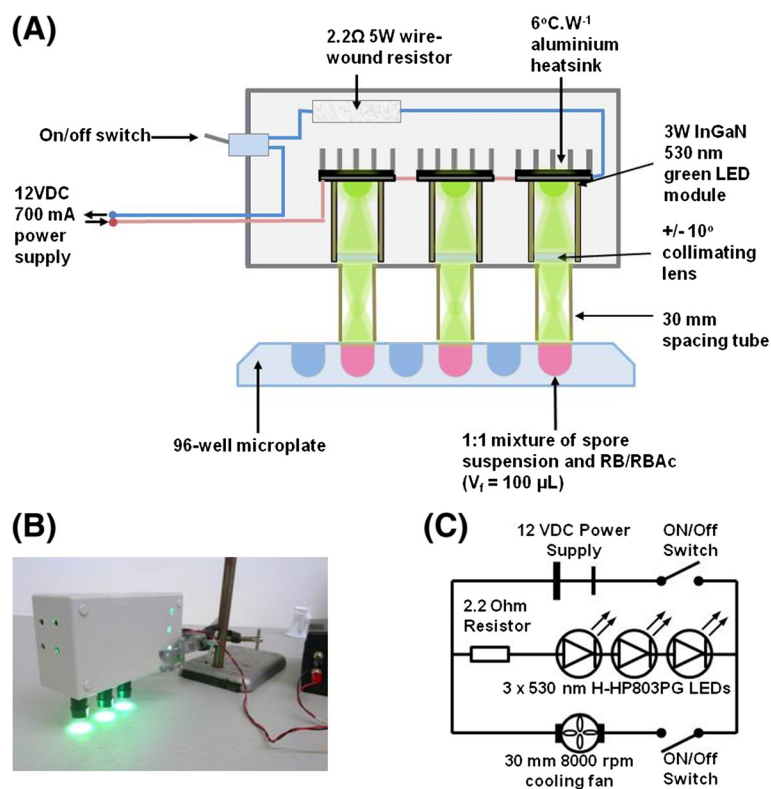 (A)
2.2Ω 5W wire-
wound resistor
6°C.W-1
aluminium
heatsink
On/off switch
3W InGaN
530 nm
green LED
module
12VDC
700 mA
power
supply
+/- 10°
collimating
lens
30 mm
spacing tube
96-well microplate
1:1 mixture of spore
suspension and RB/RBAc
(Vf = 100 µL)
(B)
(C)
12 VDC Power
Supply
ON/Off
Switch
2.2 Ohm
Resistor
3 x 530 nm H-HP803PG LEDs
30 mm 8000 rpm
cooling fan
ON/Off
Switch